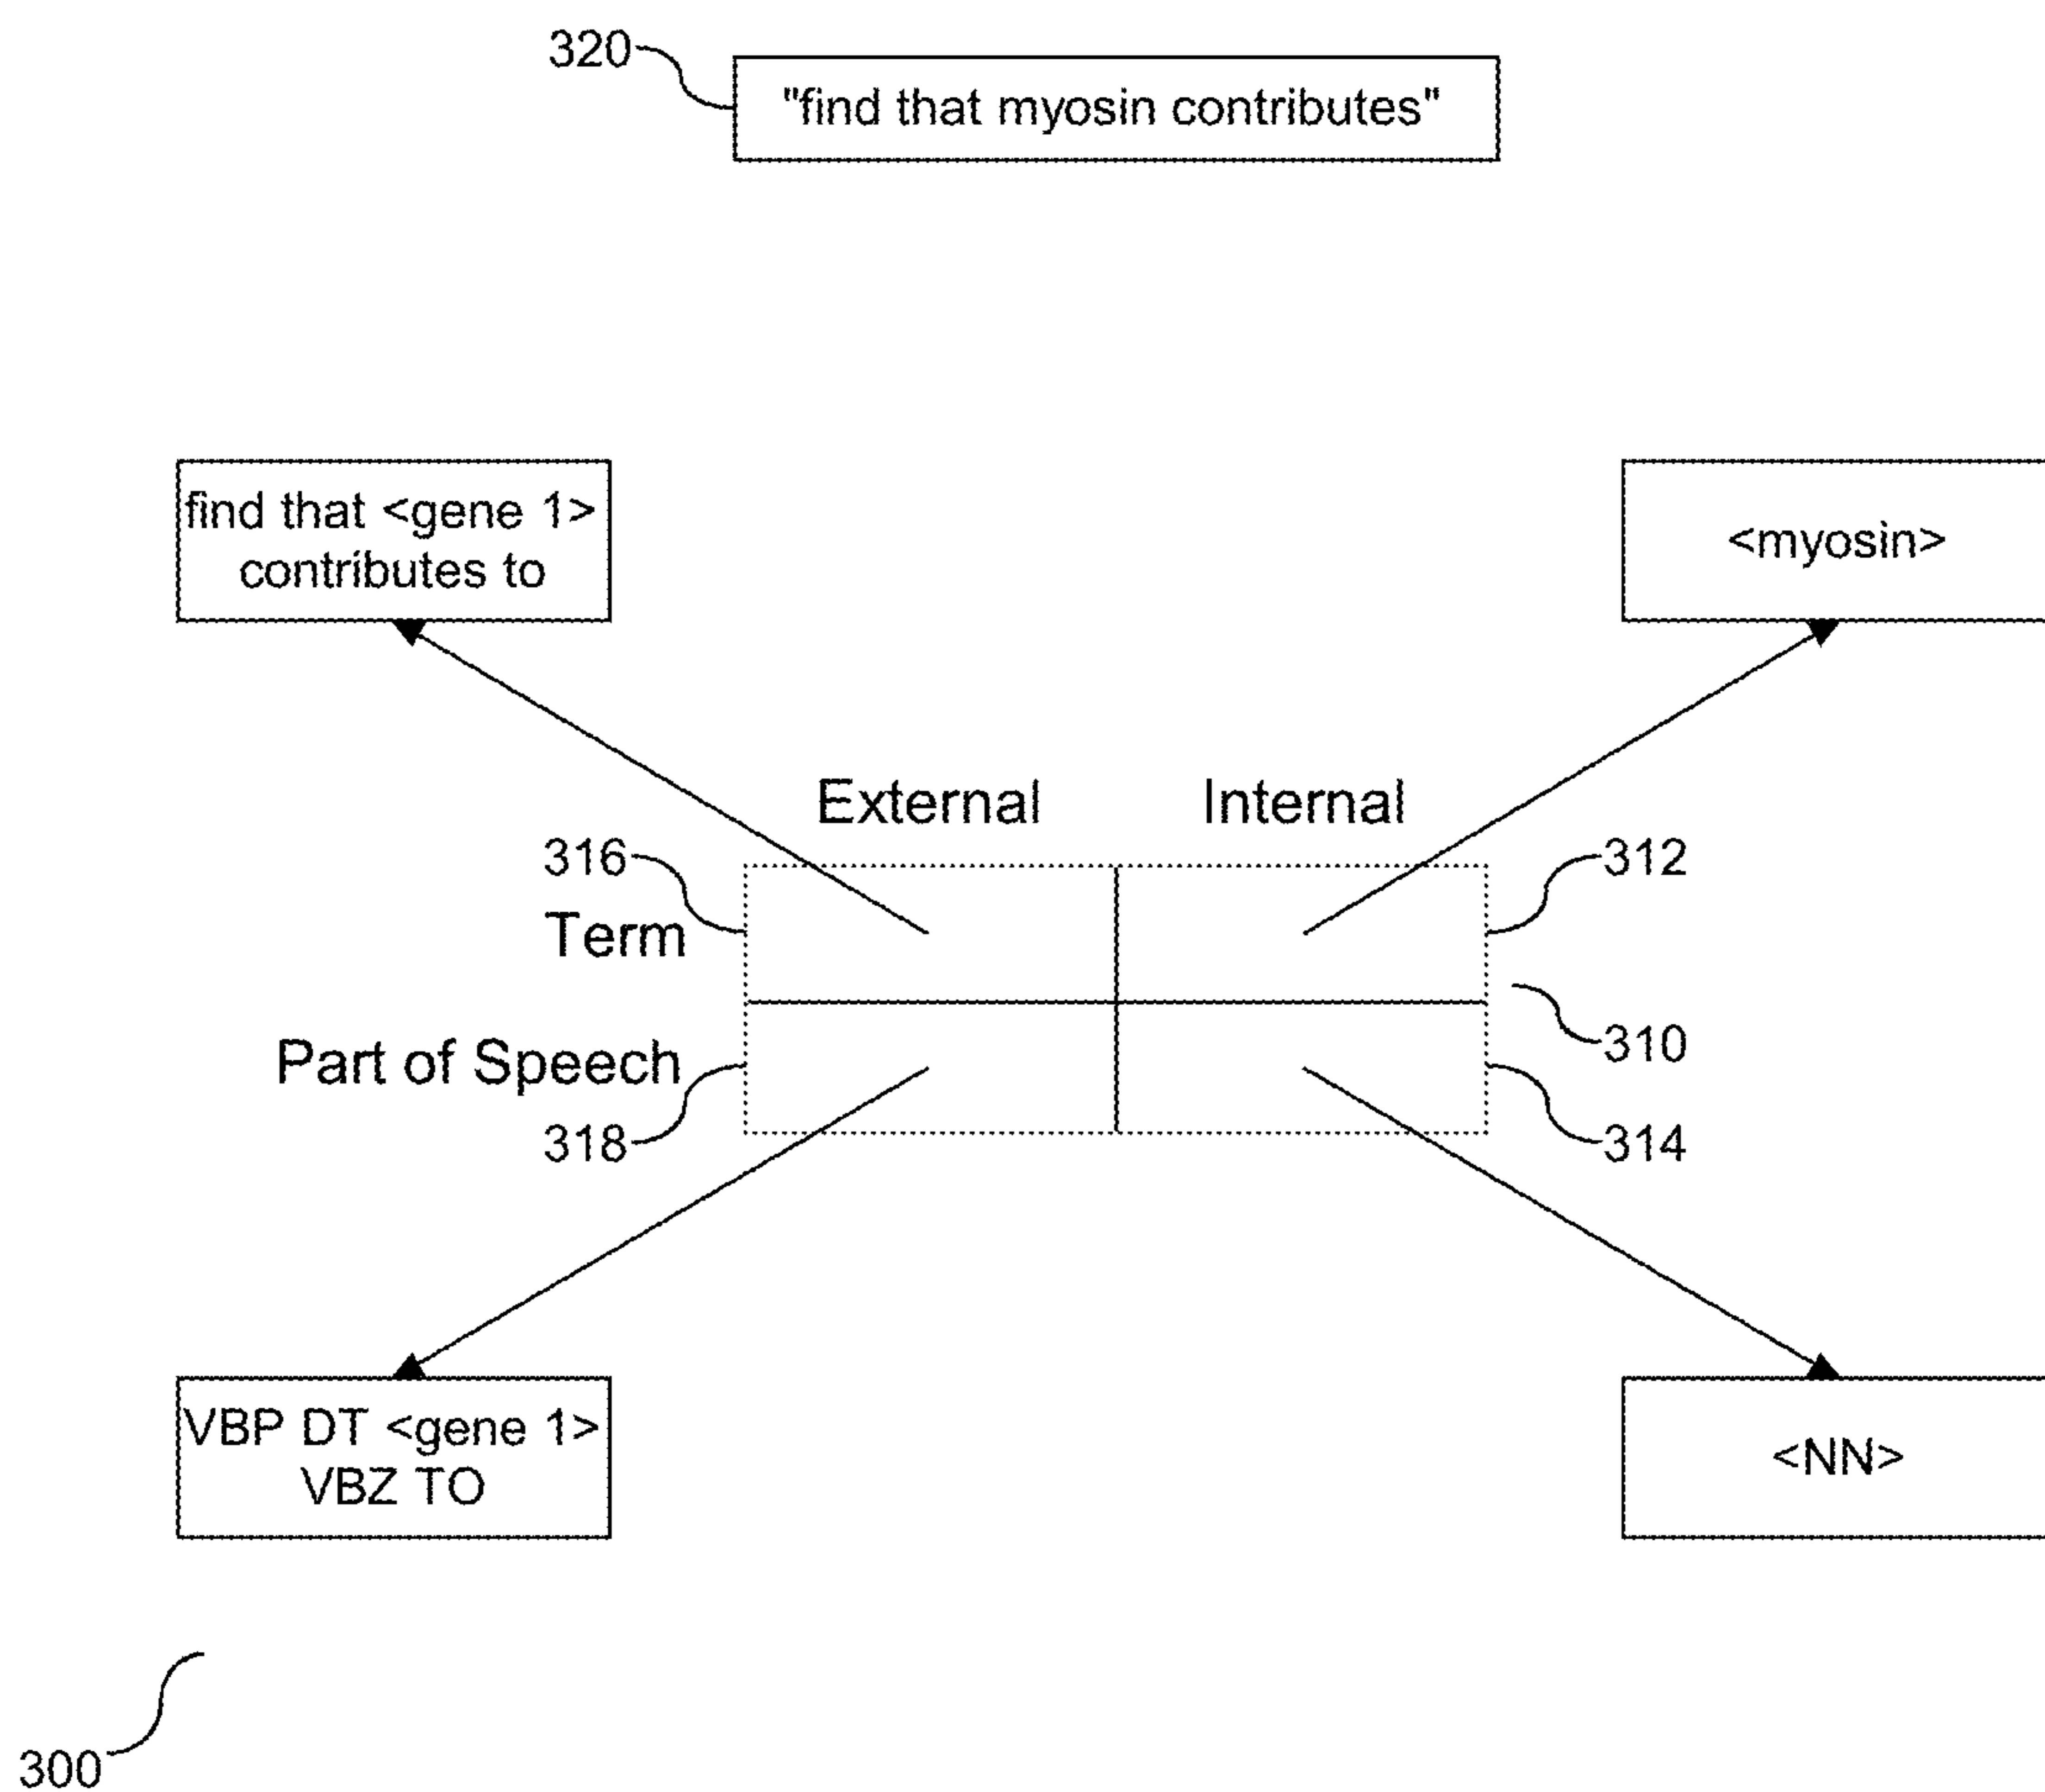 320
"find that myosin contributes"
find that <gene 1>
contributes to
<myosin>
External
Internal
316
312
Term
310
Part of Speech
318
314
VBP DT <gene 1>
VBZ TO
<NN>
300